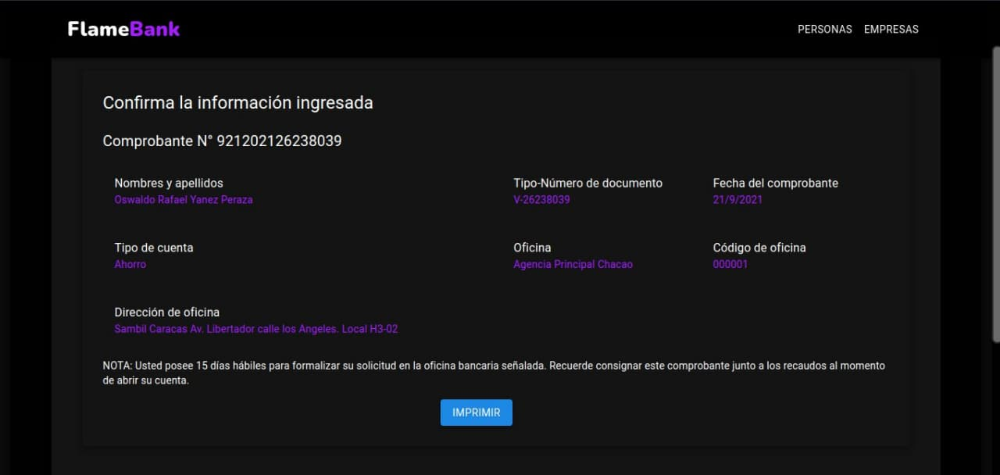 FlameBank
PERSONAS EMPRESAS
Confirma la información ingresada
Comprobante N° 921202126238039
Nombres y apellidos
Oswaldo Rafael Yanez Peraza
Tipo-Número de documento
V-26238039
Fecha del comprobante
21/9/2021
Tipo de cuenta
Ahorro
Oficina
Agencia Principal Chacao
Código de oficina
000001
Dirección de oficina
Sambil Caracas Av. Libertador calle los Angeles. Local H3-02
NOTA: Usted posee 15 días hábiles para formalizar su solicitud en la oficina bancaria señalada. Recuerde consignar este comprobante junto a los recaudos al momento
de abrir su cuenta.
IMPRIMIR